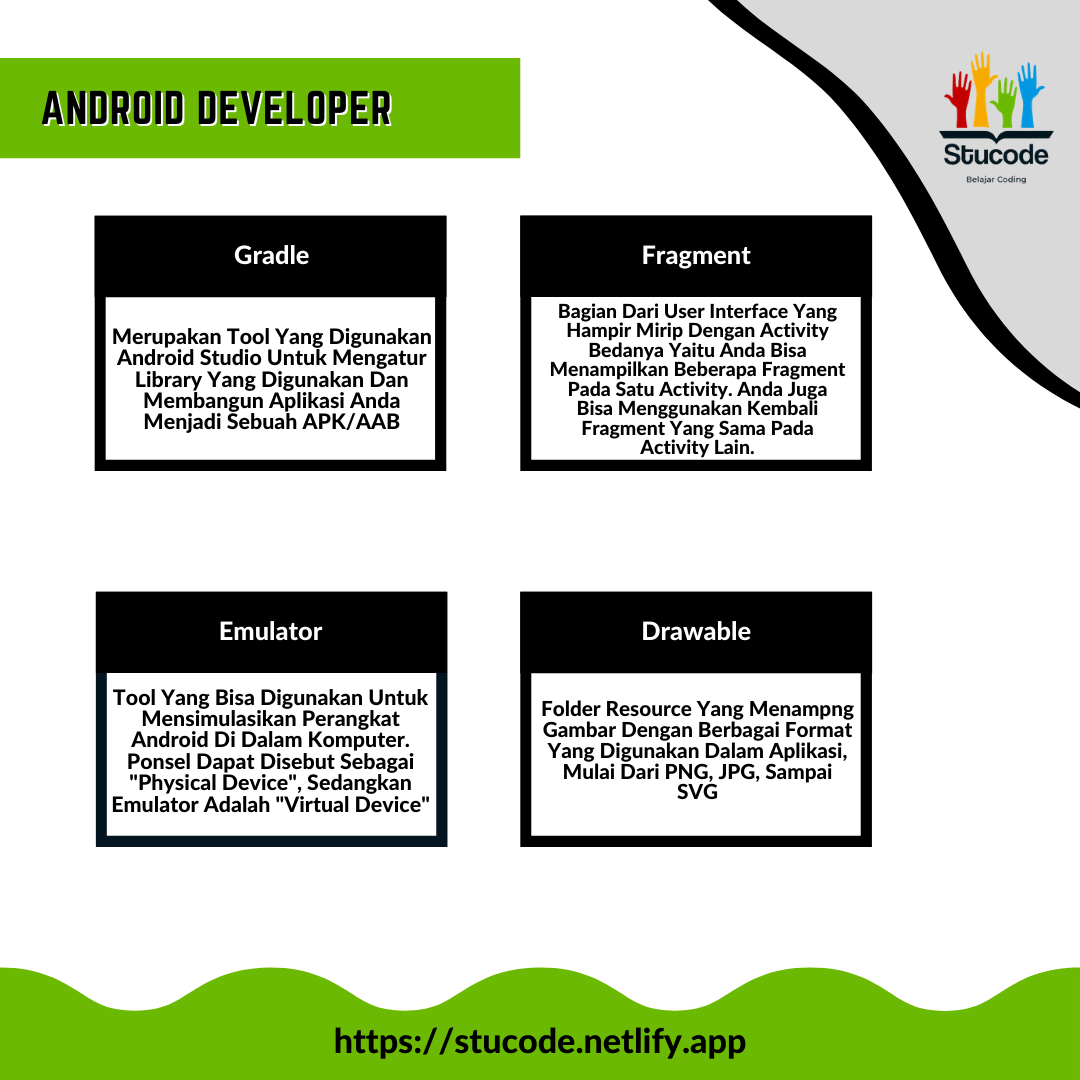 ANDROID DEVELOPER
Stucode
Belajar Coding
Gradle
Merupakan Tool Yang Digunakan
Android Studio Untuk Mengatur
Library Yang Digunakan Dan
Membangun Aplikasi Anda
Menjadi Sebuah APK/AAB
Fragment
Bagian Dari User Interface Yang
Hampir Mirip Dengan Activity
Bedanya Yaitu Anda Bisa
Menampilkan Beberapa Fragment
Pada Satu Activity. Anda Juga
Bisa Menggunakan Kembali
Fragment Yang Sama Pada
Activity Lain.
Emulator
Tool Yang Bisa Digunakan Untuk
Mensimulasikan Perangkat
Android Di Dalam Komputer.
Ponsel Dapat Disebut Sebagai
"Physical Device", Sedangkan
Emulator Adalah "Virtual Device"
Drawable
Folder Resource Yang Menampng
Gambar Dengan Berbagai Format
Yang Digunakan Dalam Aplikasi,
Mulai Dari PNG, JPG, Sampai
SVG
https://stucode.netlify.app